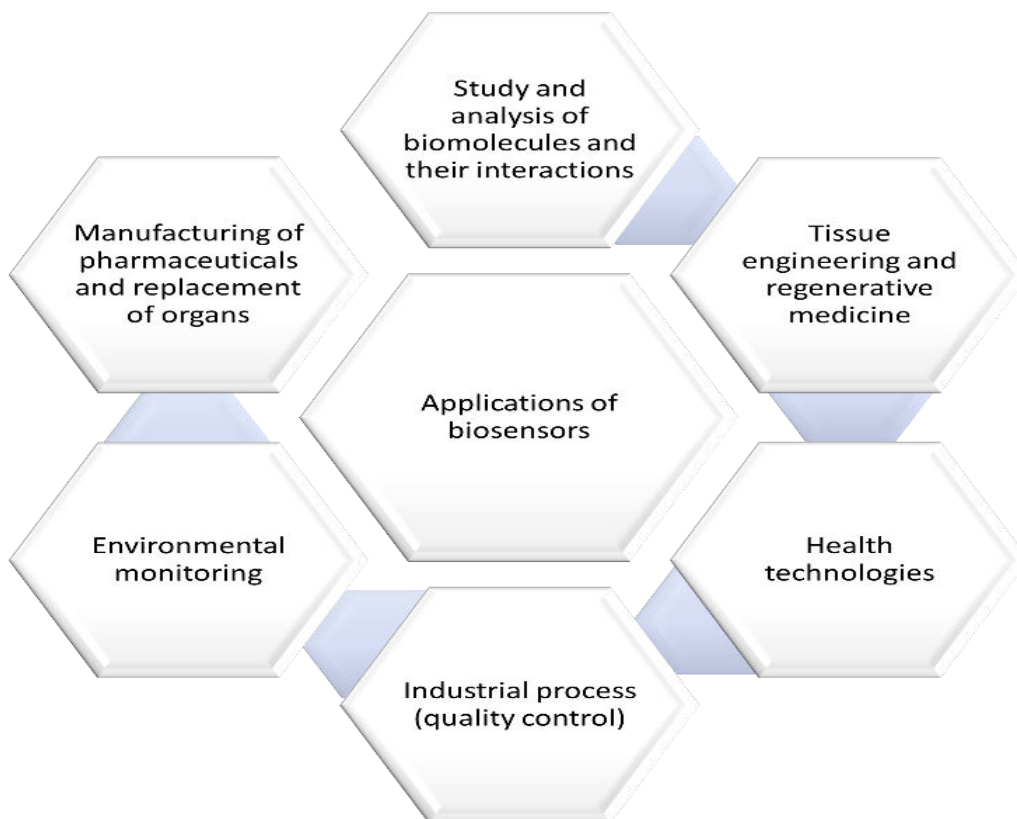 Study and
analysis of
biomolecules and
their interactions
Manufacturing of
pharmaceuticals
and replacement
of organs
Tissue
engineering and
regenerative
medicine
Applications of
biosensors
Environmental
monitoring
Health
technologies
Industrial process
(quality control)